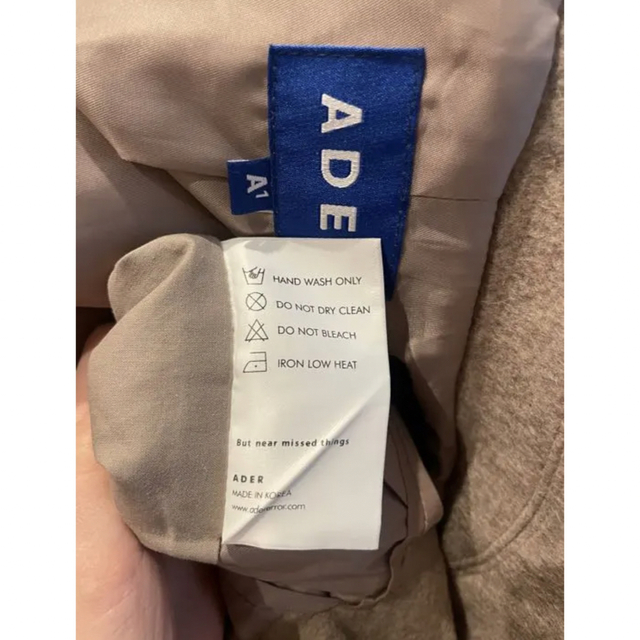 ADE
A1
HAND WASH ONLY
DO NOT DRY CLEAN
DO NOT BLEACH
IRON LOW HEAT
But near missed things
ADER
MADE IN KOREA
www.adererror.com